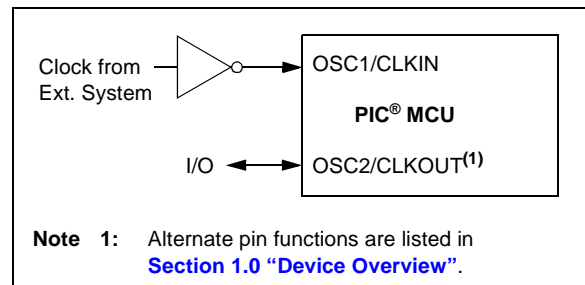 Clock from
Ext. System
OSC1/CLKIN
PIC® MCU
I/O
OSC2/CLKOUT(1)
Note 1: Alternate pin functions are listed in
Section 1.0 “Device Overview”.